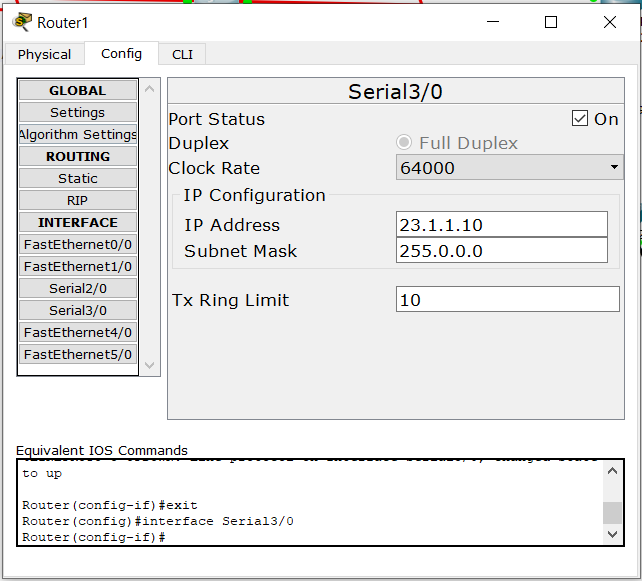 Router1
Physical
Config
CLI
GLOBAL
Settings
Algorithm Settings
ROUTING
Static
RIP
INTERFACE
FastEthernet0/0
FastEthernet1/0
Serial2/0
Serial3/0
FastEthernet4/0
FastEthernet5/0
Serial3/0
Port Status
On
Duplex
Full Duplex
Clock Rate
64000
IP Configuration
IP Address
23.1.1.10
Subnet Mask
255.0.0.0
Tx Ring Limit
10
Equivalent IOS Commands
to up
Router(config-if)#exit
Router(config)#interface Serial3/0
Router(config-if)#